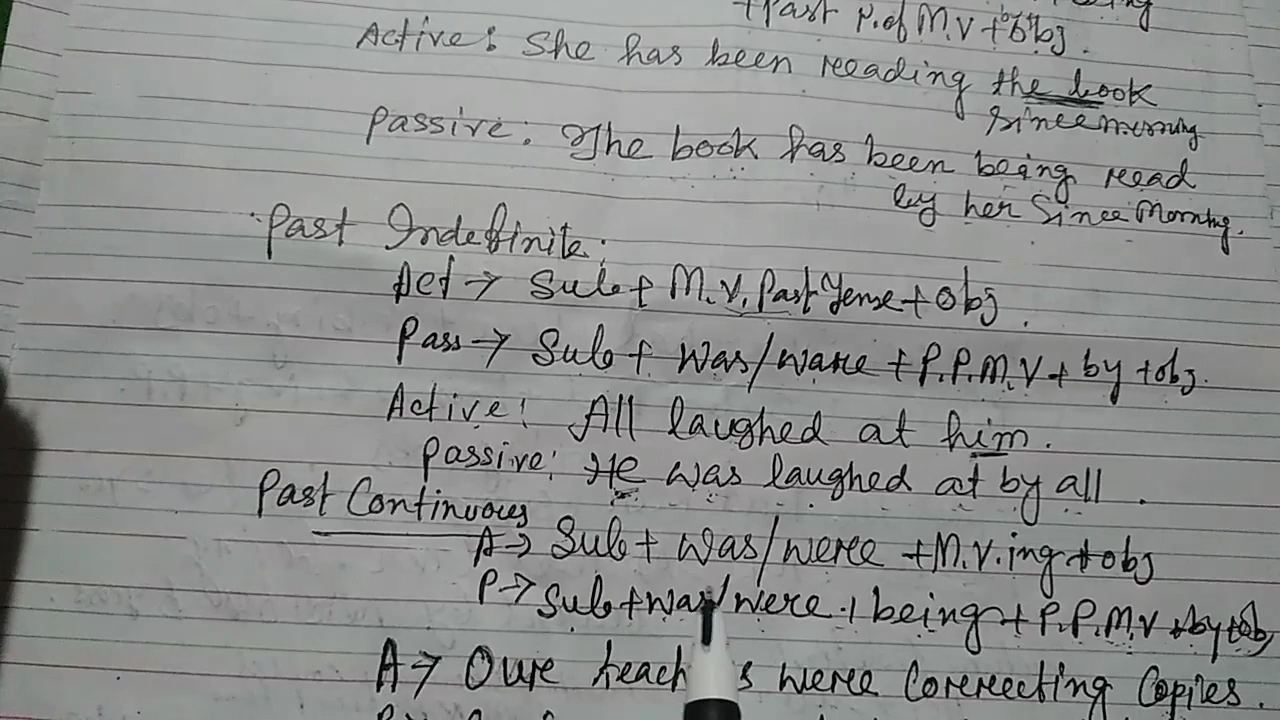 +Past P. of M.V + by + obj.
Active: She has been reading the book
since morning
Passive: The book has been being read
by her Since Morning.
Past Indefinite:
Act → Sub + M.V. Past Tense + Obj.
Pass → Sub + was/ware + P.P.M.V + by + obj.
Active: All laughed at him.
Passive: He was laughed at by all.
Past Continuous
A → Sub + was/were + M.V.ing + obj
P → Sub + was/were + being + P.P.M.V + by + obj
A → Our were correcting Copies.